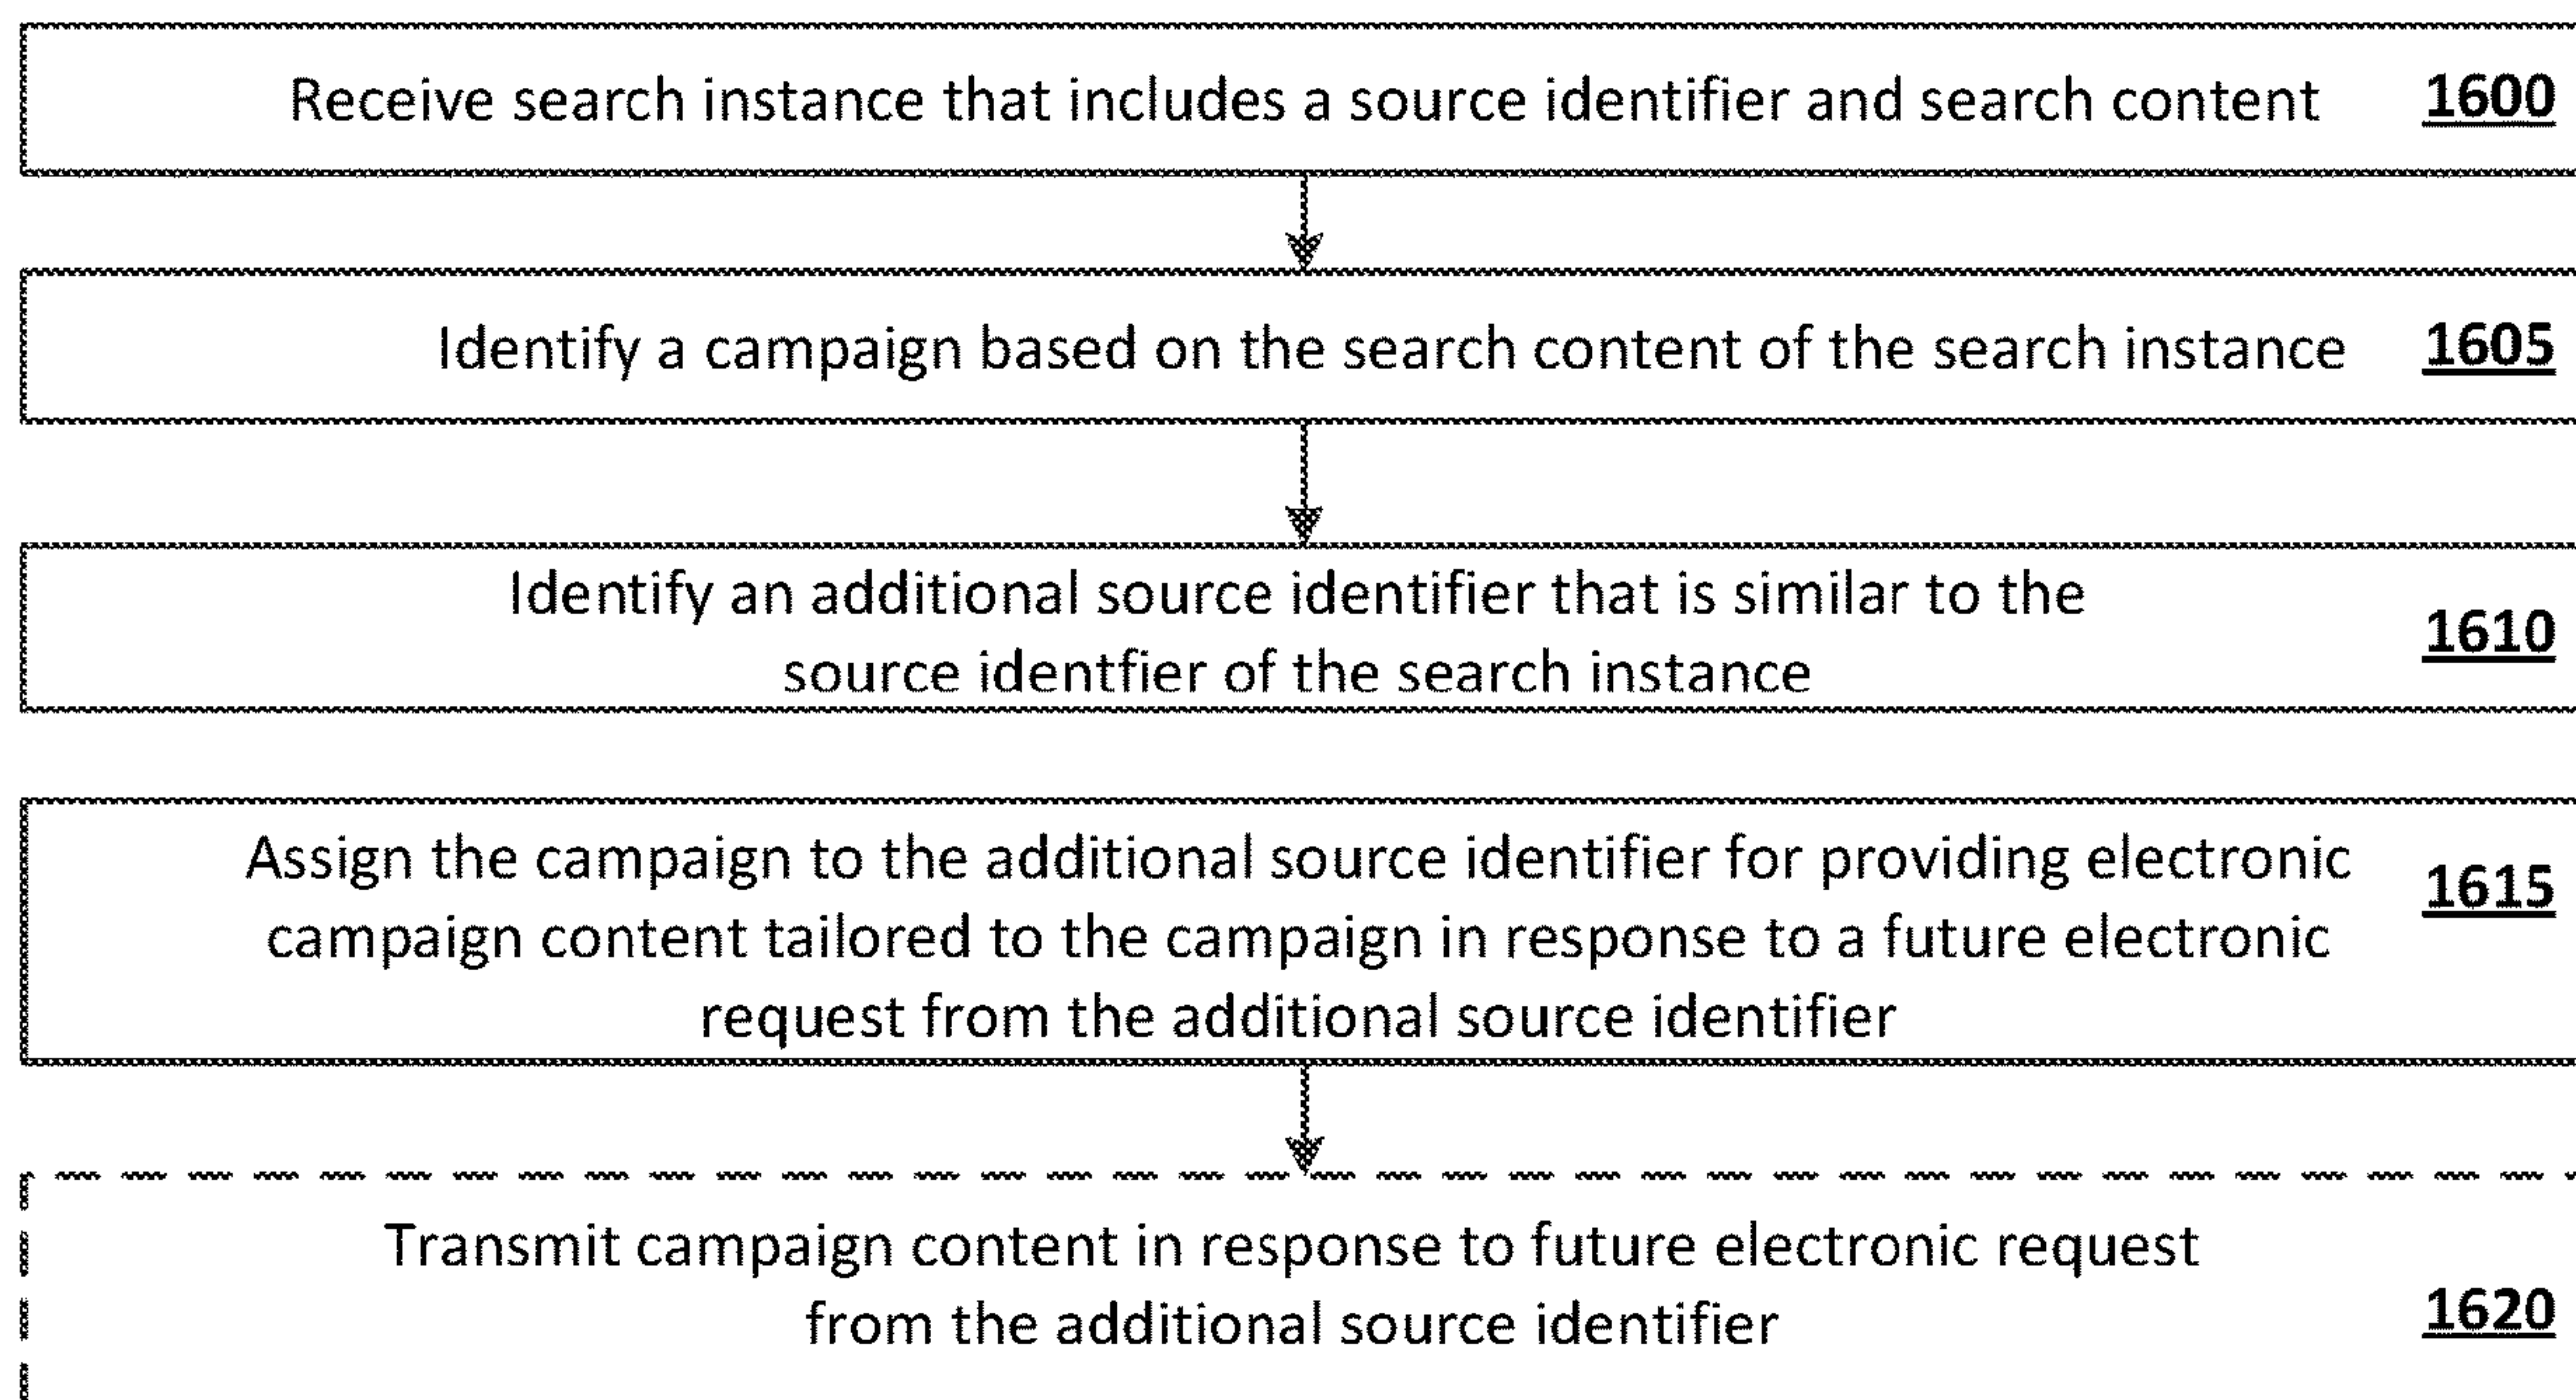 Receive search instance that includes a source identifier and search content 1600
Identify a campaign based on the search content of the search instance 1605
Identify an additional source identifier that is similar to the
source identfier of the search instance
1610
Assign the campaign to the additional source identifier for providing electronic
1615
campaign content tailored to the campaign in response to a future electronic
request from the additional source identifier
Transmit campaign content in response to future electronic request
from the additional source identifier
1620